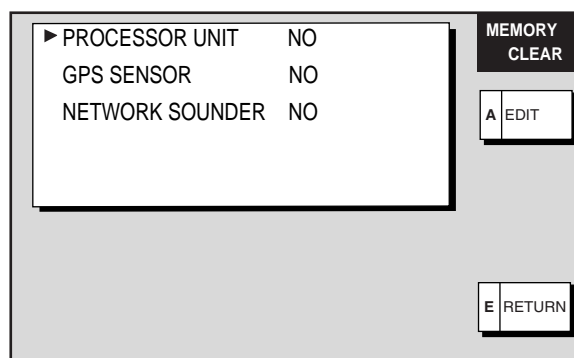 PROCESSOR UNIT NO
GPS SENSOR NO
NETWORK SOUNDER NO
MEMORY
CLEAR
A EDIT
E RETURN